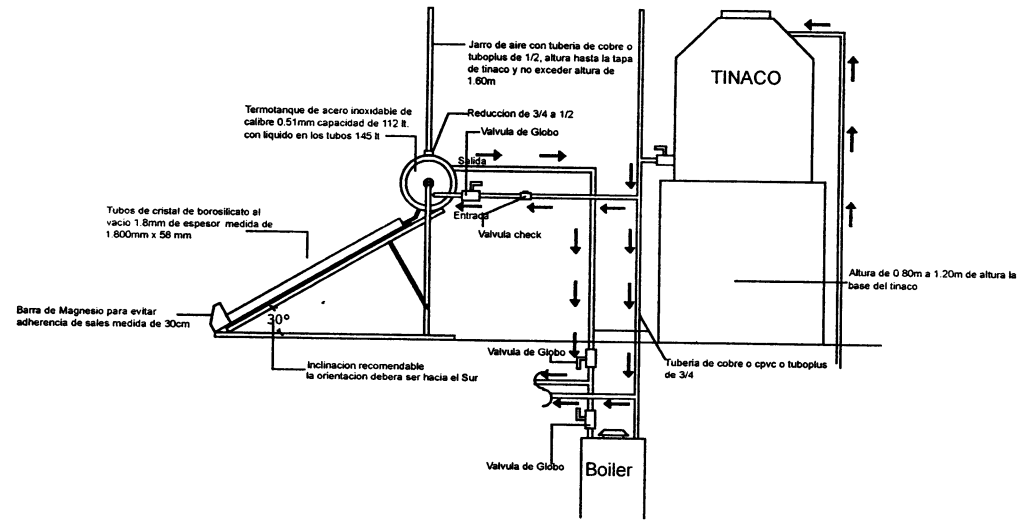 Jarro de aire con tuberia de cobre o
tuboplus de 1/2, altura hasta la tapa
de tinaco y no exceder altura de
1.60m
TINACO
Termotanque de acero inoxidable de
calibre 0.51mm capacidad de 112 lt.
con liquido en los tubos 145 lt
Reduccion de 3/4 a 1/2
Valvula de Globo
Salida
Entrada
Valvula check
Tubos de cristal de borosilicato al
vacio 1.8mm de espesor medida de
1.800mm x 58 mm
Altura de 0 80m a 1.20m de altura la
base del tinaco
Barra de Magnesio para evitar
adherencia de sales medida de 30cm
30°
Inclinacion recomendable
la orientacion debera ser hacia el Sur
Valvula de Globo
Tuberia de cobre o cpvc o tuboplus
de 3/4
Valvula de Globo
Boiler